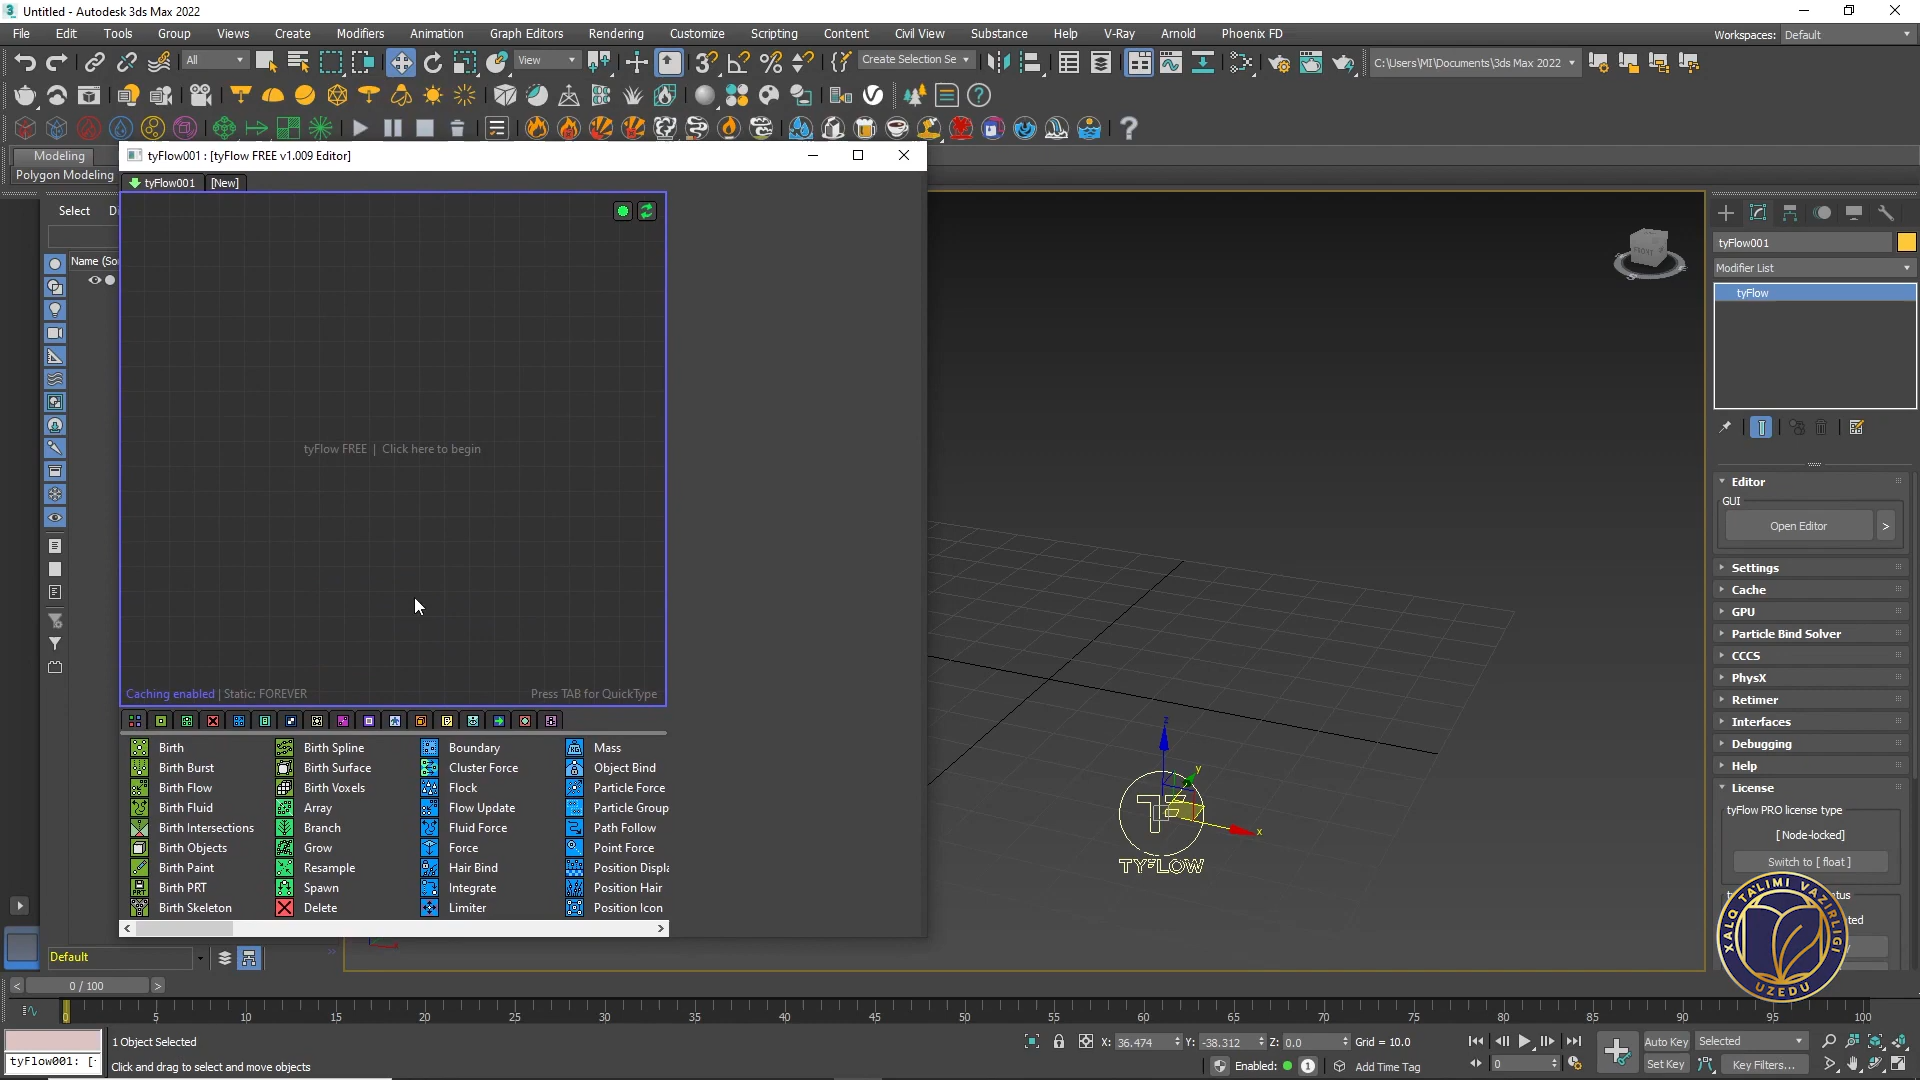 Untitled - Autodesk 3ds Max 2022
File Edit Tools Group Views Create Modifiers Animation Graph Editors Rendering Customize Scripting Content Civil View Substance Help V-Ray Arnold Phoenix FD
Workspaces: Default
All
View
Create Selection Se
C:\Users\MI\Documents\3ds Max 2022
Modeling
Polygon Modeling
tyFlow001 : [tyFlow FREE v1.009 Editor]
tyFlow001 [New]
Select
Name (So
tyFlow FREE | Click here to begin
Caching enabled | Static: FOREVER
Press TAB for QuickType
Birth Birth Spline Boundary Mass
Birth Burst Birth Surface Cluster Force Object Bind
Birth Flow Birth Voxels Flock Particle Force
Birth Fluid Array Flow Update Particle Group
Birth Intersections Branch Fluid Force Path Follow
Birth Objects Grow Force Point Force
Birth Paint Resample Hair Bind Position Displa
Birth PRT Spawn Integrate Position Hair
Birth Skeleton Delete Limiter Position Icon
FRONT
z
y
x
TF
TYFLOW
tyFlow001
Modifier List
tyFlow
Editor
GUI
Open Editor >
Settings
Cache
GPU
Particle Bind Solver
CCCS
PhysX
Retimer
Interfaces
Debugging
Help
License
tyFlow PRO license type
[ Node-locked]
Switch to [ float ]
XALQ TA'LIMI VAZIRLIGI
UZEDU
Default
< 0 / 100 >
0 5 10 15 20 25 30 35 40 45 50 55 60 65 70 75 80 85 90 95 100
tyFlow001: [
1 Object Selected
Click and drag to select and move objects
X: 36.474 Y: -38.312 Z: 0.0 Grid = 10.0
Enabled: 1 Add Time Tag
0
Auto Key Selected
Set Key Key Filters...